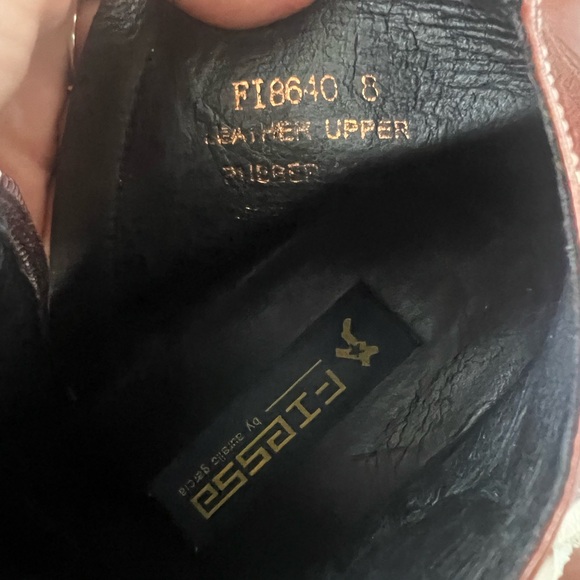 FI8640 8
LEATHER UPPER
RUBBER
FIESSO
by aurelio garcia